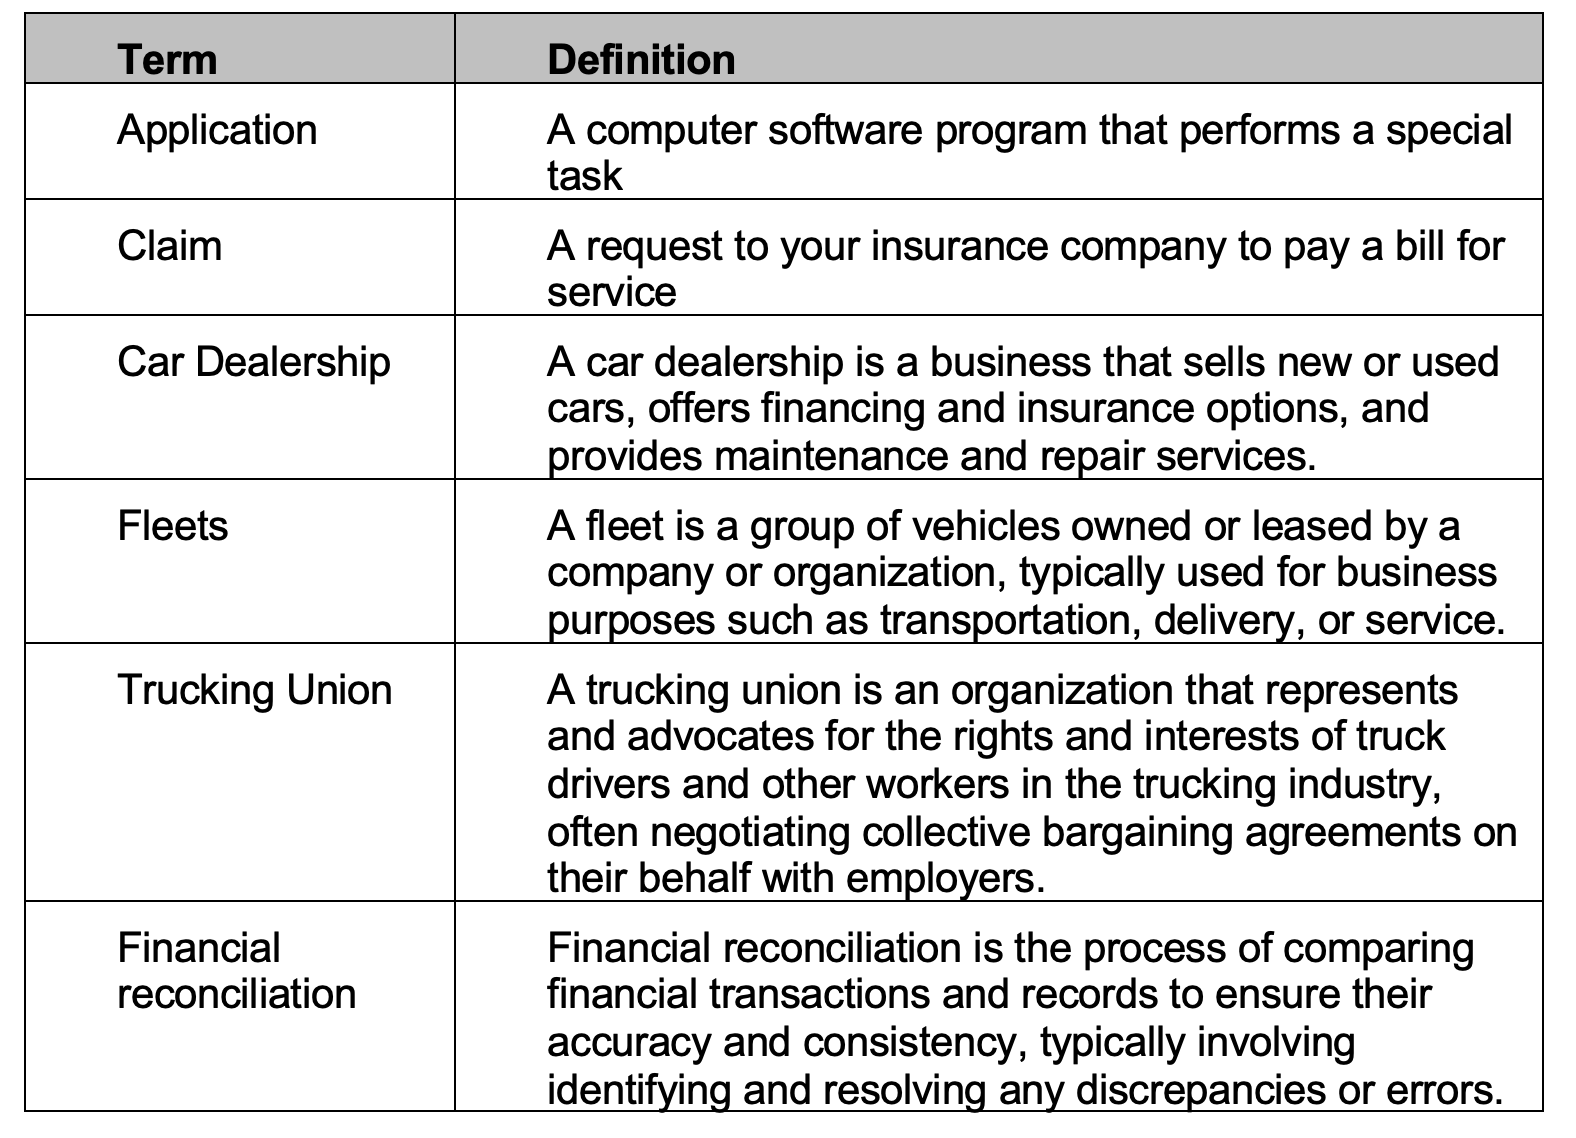 Term Definition
Application A computer software program that performs a special
task
Claim A request to your insurance company to pay a bill for
service
Car Dealership A car dealership is a business that sells new or used
cars, offers financing and insurance options, and
provides maintenance and repair services.
Fleets A fleet is a group of vehicles owned or leased by a
company or organization, typically used for business
purposes such as transportation, delivery, or service.
Trucking Union A trucking union is an organization that represents
and advocates for the rights and interests of truck
drivers and other workers in the trucking industry,
often negotiating collective bargaining agreements on
their behalf with employers.
Financial Financial reconciliation is the process of comparing
reconciliation financial transactions and records to ensure their
accuracy and consistency, typically involving
identifying and resolving any discrepancies or errors.